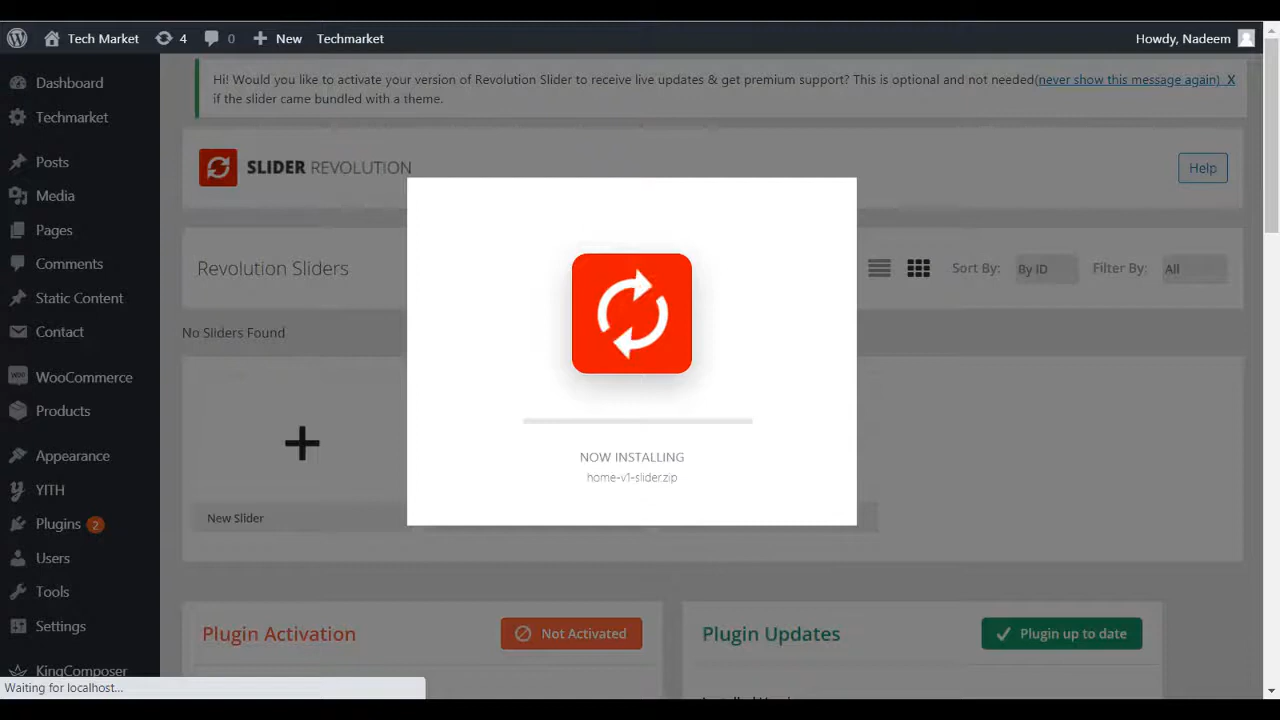 Tech Market 4 0 New Techmarket Howdy, Nadeem
Dashboard
Techmarket
Posts
Media
Pages
Comments
Static Content
Contact
WooCommerce
Products
Appearance
YITH
Plugins 2
Users
Tools
Settings
KingComposer
Hi! Would you like to activate your version of Revolution Slider to receive live updates & get premium support? This is optional and not needed(never show this message again) X
if the slider came bundled with a theme.
SLIDER REVOLUTION
Help
Revolution Sliders
Sort By: By ID Filter By: All
No Sliders Found
New Slider
NOW INSTALLING
home-v1-slider.zip
Plugin Activation Not Activated
Plugin Updates Plugin up to date
Waiting for localhost...